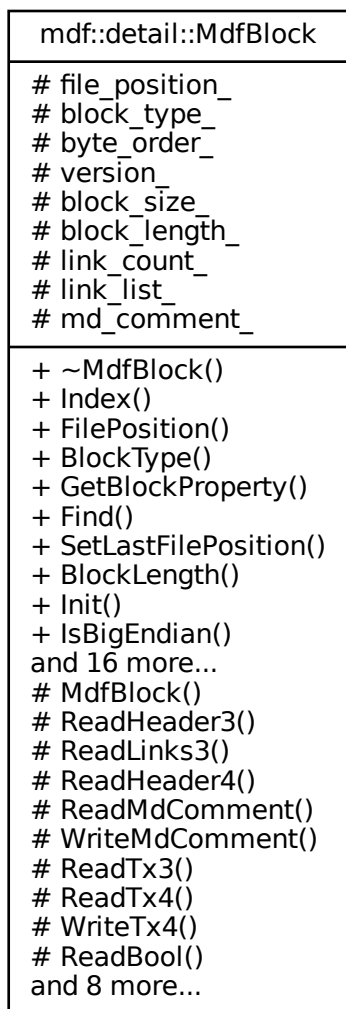 mdf::detail::MdfBlock
# file_position_
# block_type_
# byte_order_
# version_
# block_size_
# block_length_
# link_count_
# link_list_
# md_comment_
+ ~MdfBlock()
+ Index()
+ FilePosition()
+ BlockType()
+ GetBlockProperty()
+ Find()
+ SetLastFilePosition()
+ BlockLength()
+ Init()
+ IsBigEndian()
and 16 more...
# MdfBlock()
# ReadHeader3()
# ReadLinks3()
# ReadHeader4()
# ReadMdComment()
# WriteMdComment()
# ReadTx3()
# ReadTx4()
# WriteTx4()
# ReadBool()
and 8 more...